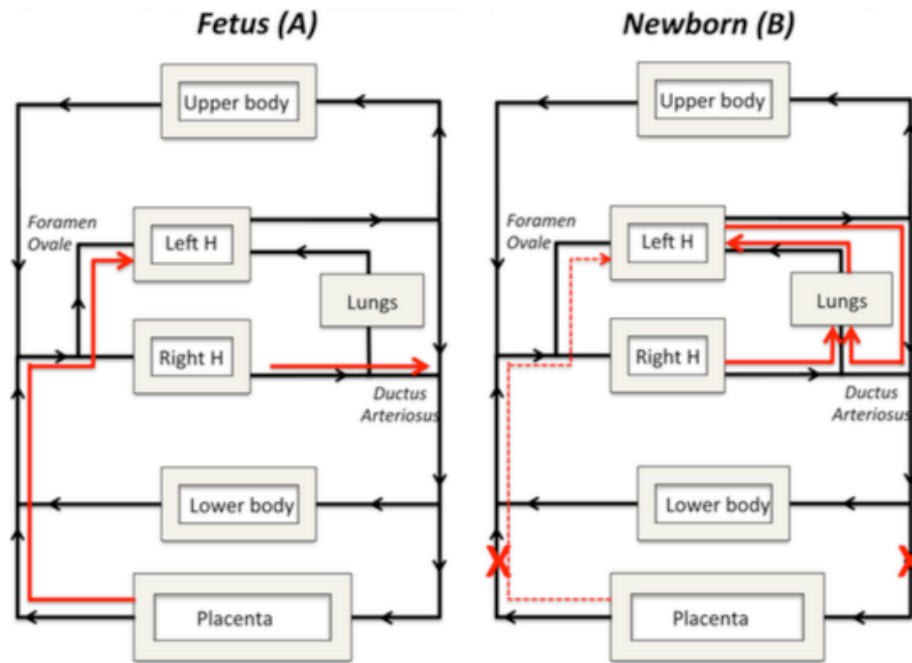 Fetus (A)
Upper body
Foramen
Ovale
Left H
Lungs
Right H
Ductus
Arteriosus
Lower body
Placenta
Newborn (B)
Upper body
Foramen
Ovale
Left H
Lungs
Right H
Ductus
Arteriosus
Lower body
X
X
Placenta